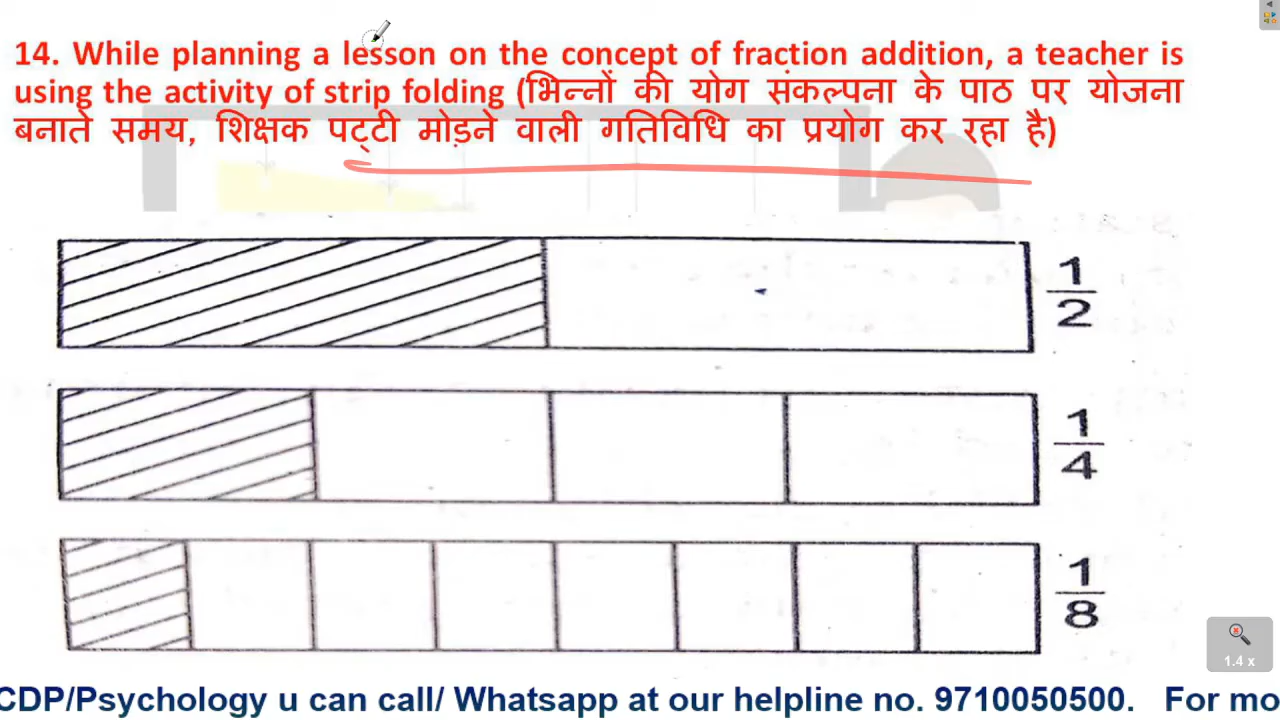 14. While planning a lesson on the concept of fraction addition, a teacher is
using the activity of strip folding (भिन्नों की योग संकल्पना के पाठ पर योजना
बनाते समय, शिक्षक पट्टी मोड़ने वाली गतिविधि का प्रयोग कर रहा है)
1
2
1
4
1
8
1.4 x
CDP/Psychology u can call/ Whatsapp at our helpline no. 9710050500. For mo